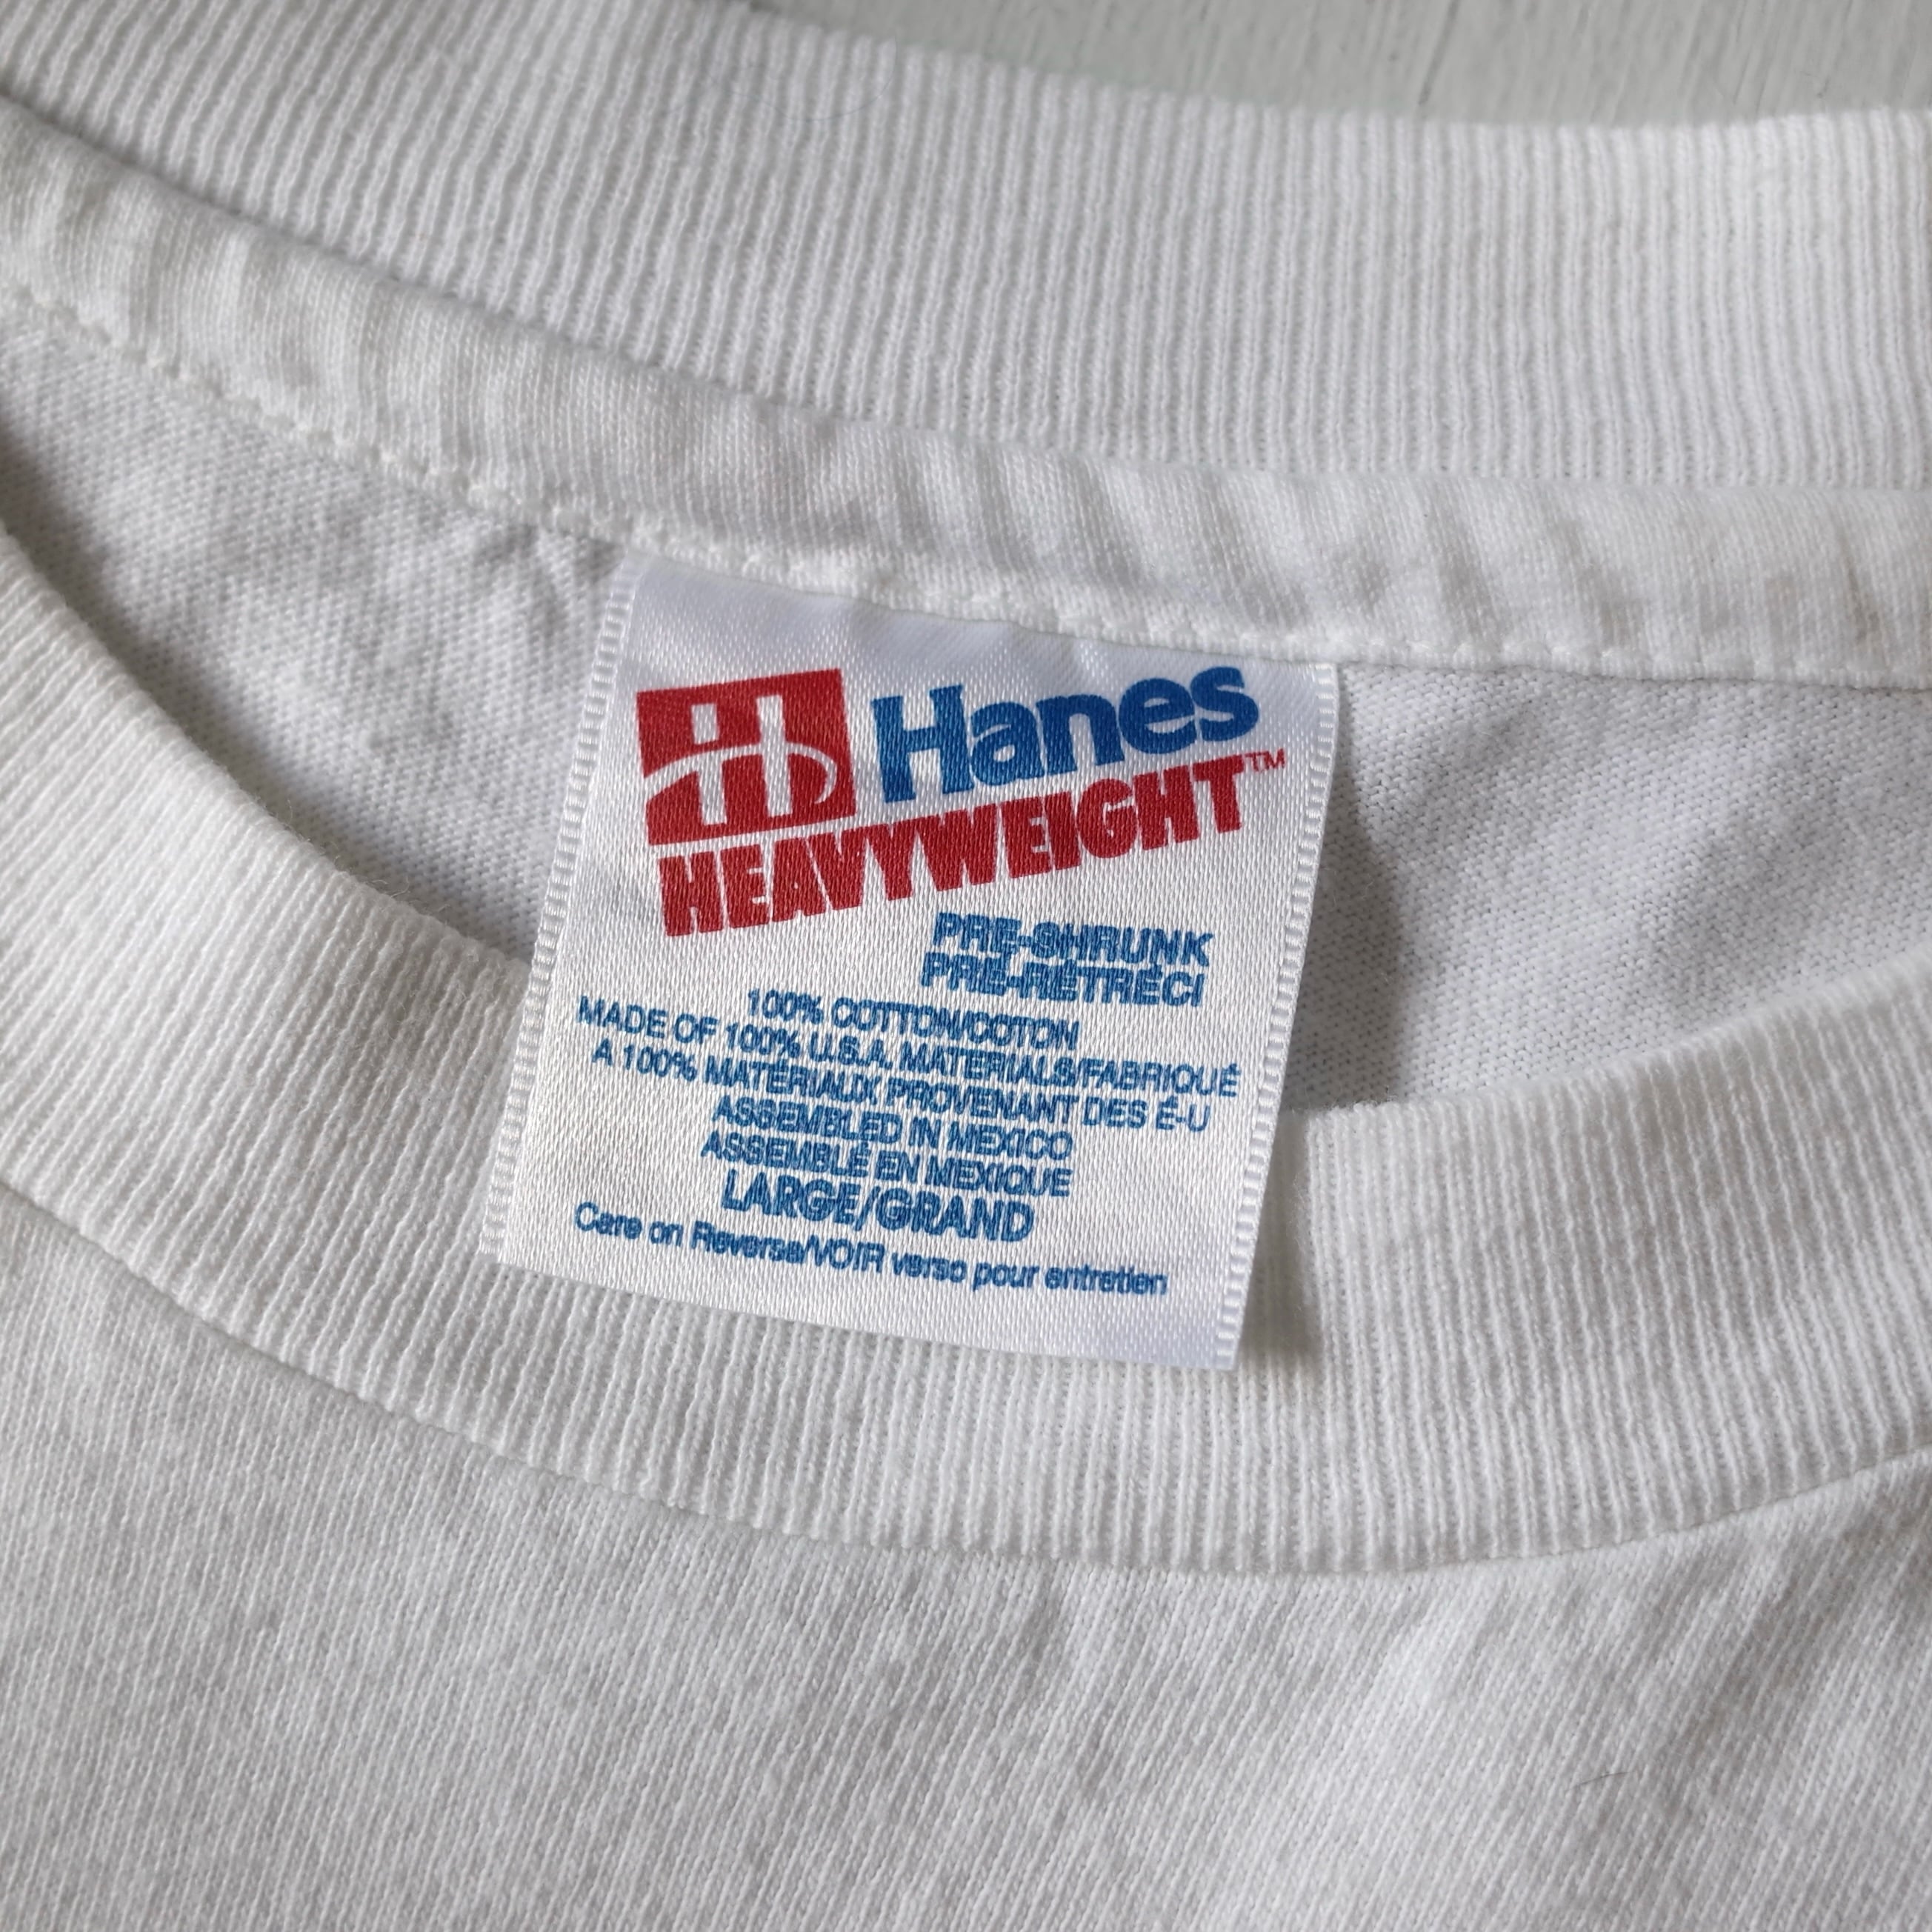 Hanes
HEAVYWEIGHT™
PRE-SHRUNK
PRÉ-RÉTRÉCI
100% COTTON/COTON
MADE OF 100% U.S.A. MATERIALS/FABRIQUÉ
A 100% MATÉRIAUX PROVENANT DES É-U
ASSEMBLED IN MEXICO
ASSEMBLÉ EN MEXIQUE
LARGE/GRAND
Care on Reverse/VOIR verso pour entretien